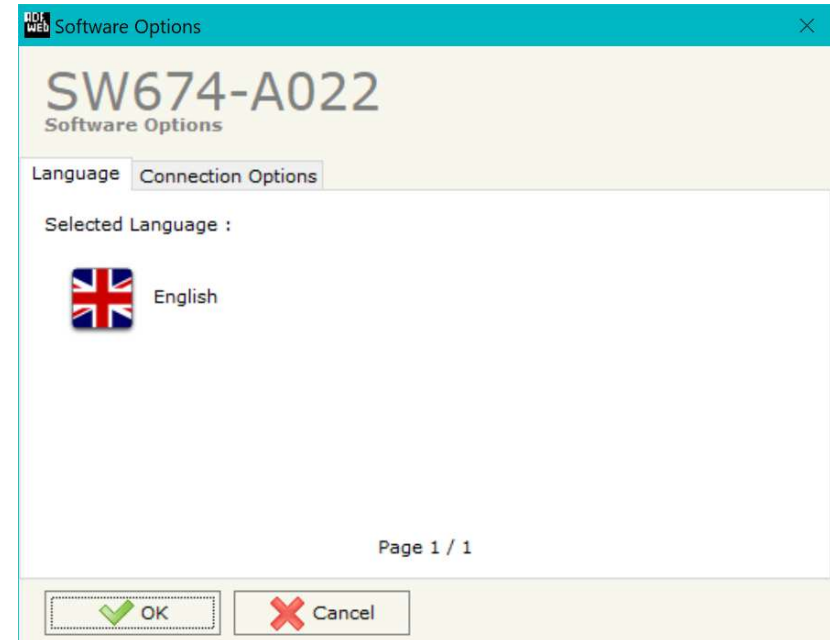 ADF
WEB Software Options
SW674-A022
Software Options
Language Connection Options
Selected Language :
English
Page 1 / 1
OK Cancel